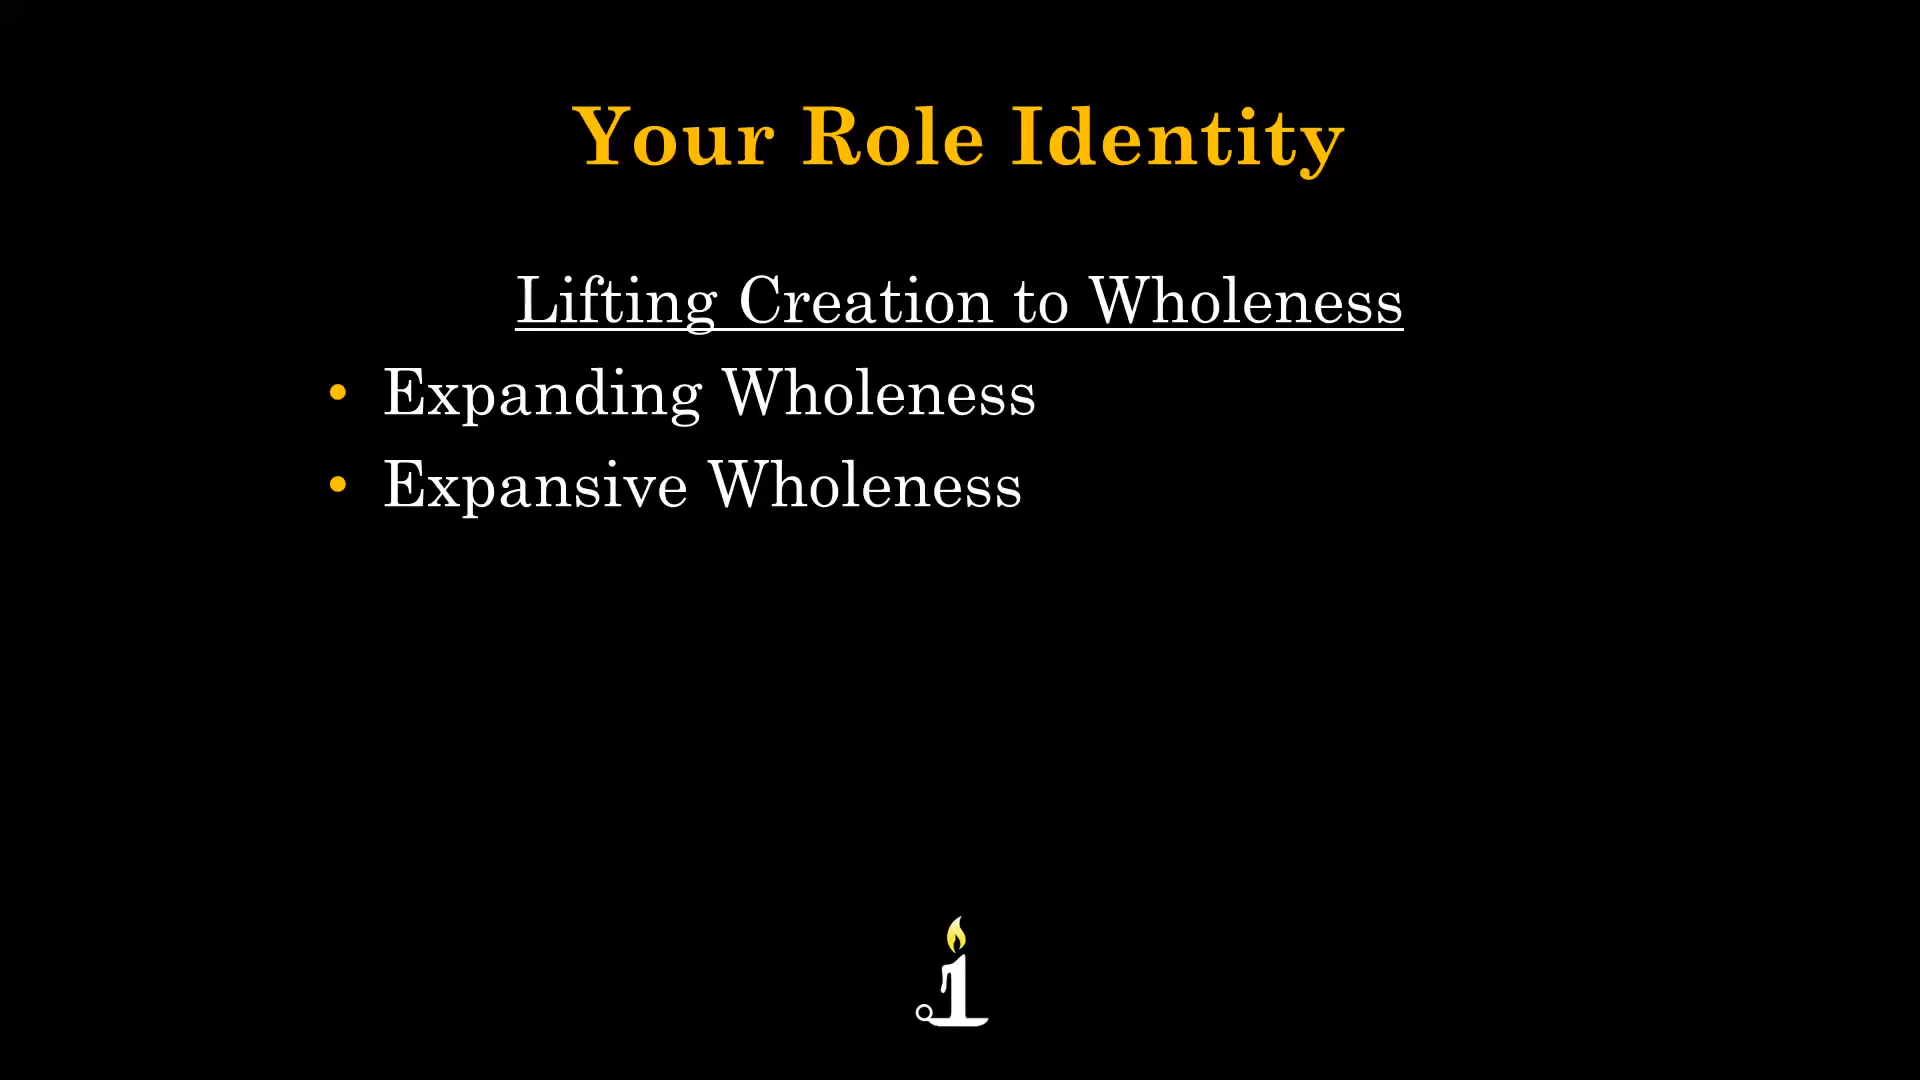 Your Role Identity
Lifting Creation to Wholeness
• Expanding Wholeness
• Expansive Wholeness